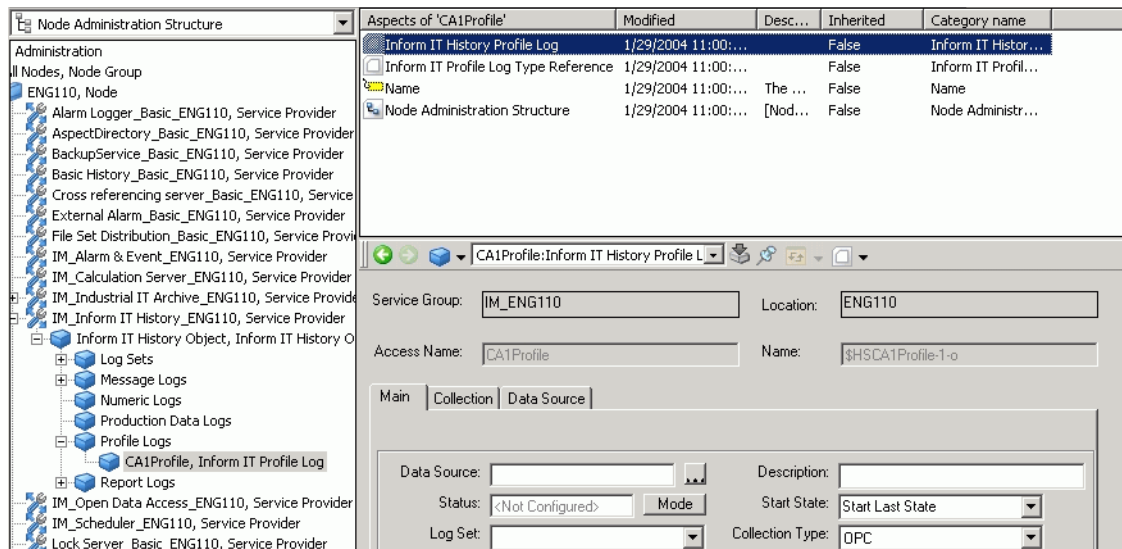 Node Administration Structure
Administration
ll Nodes, Node Group
ENG110, Node
Alarm Logger_Basic_ENG110, Service Provider
AspectDirectory_Basic_ENG110, Service Provider
BackupService_Basic_ENG110, Service Provider
Basic History_Basic_ENG110, Service Provider
Cross referencing server_Basic_ENG110, Service
External Alarm_Basic_ENG110, Service Provider
File Set Distribution_Basic_ENG110, Service Provi
IM_Alarm & Event_ENG110, Service Provider
IM_Calculation Server_ENG110, Service Provider
IM_Industrial IT Archive_ENG110, Service Provide
IM_Inform IT History_ENG110, Service Provider
Inform IT History Object, Inform IT History O
Log Sets
Message Logs
Numeric Logs
Production Data Logs
Profile Logs
CA1Profile, Inform IT Profile Log
Report Logs
IM_Open Data Access_ENG110, Service Provider
IM_Scheduler_ENG110, Service Provider
Lock Server_Basic_ENG110, Service Provider
Aspects of 'CA1Profile' Modified Desc... Inherited Category name
Inform IT History Profile Log 1/29/2004 11:00:... False Inform IT Histor...
Inform IT Profile Log Type Reference 1/29/2004 11:00:... False Inform IT Profil...
Name 1/29/2004 11:00:... The ... False Name
Node Administration Structure 1/29/2004 11:00:... [Nod... False Node Administr...
CA1Profile:Inform IT History Profile L
Service Group: IM_ENG110 Location: ENG110
Access Name: CA1Profile Name: $HSCA1Profile-1-o
Main Collection Data Source
Data Source: ... Description:
Status: <Not Configured> Mode Start State: Start Last State
Log Set: Collection Type: OPC